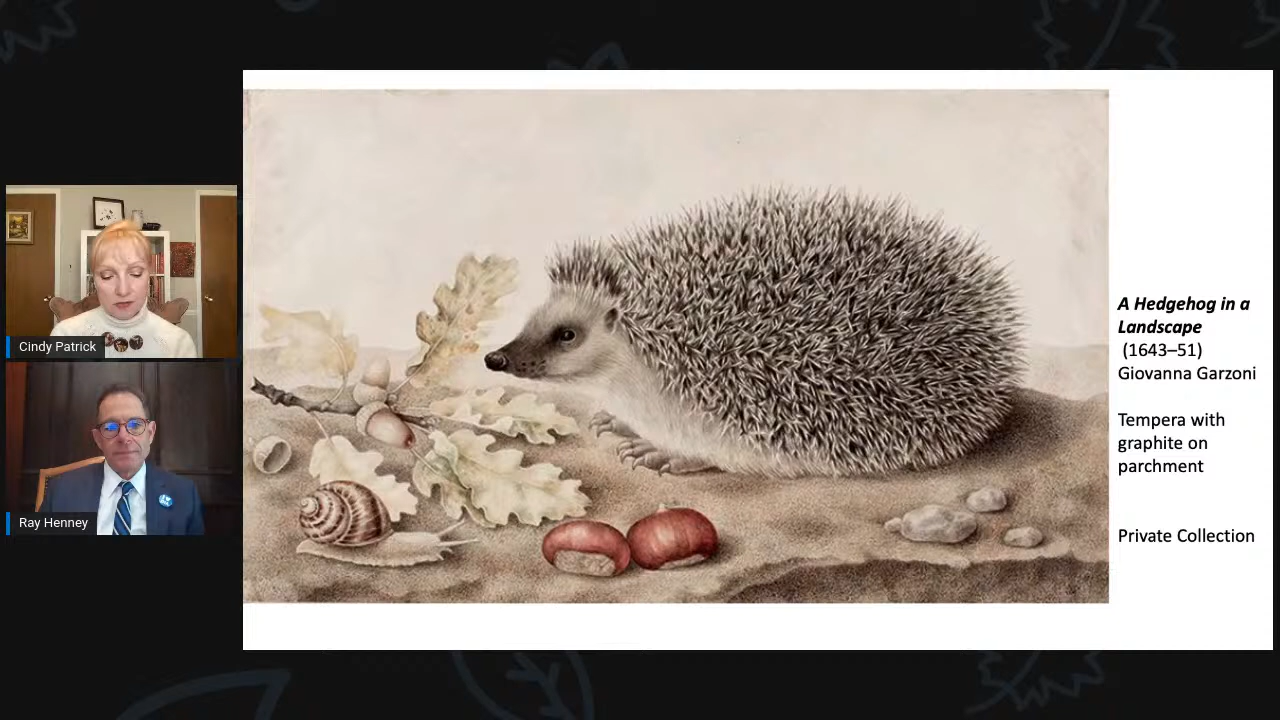 Cindy Patrick
Ray Henney
A Hedgehog in a
Landscape
(1643–51)
Giovanna Garzoni
Tempera with
graphite on
parchment
Private Collection